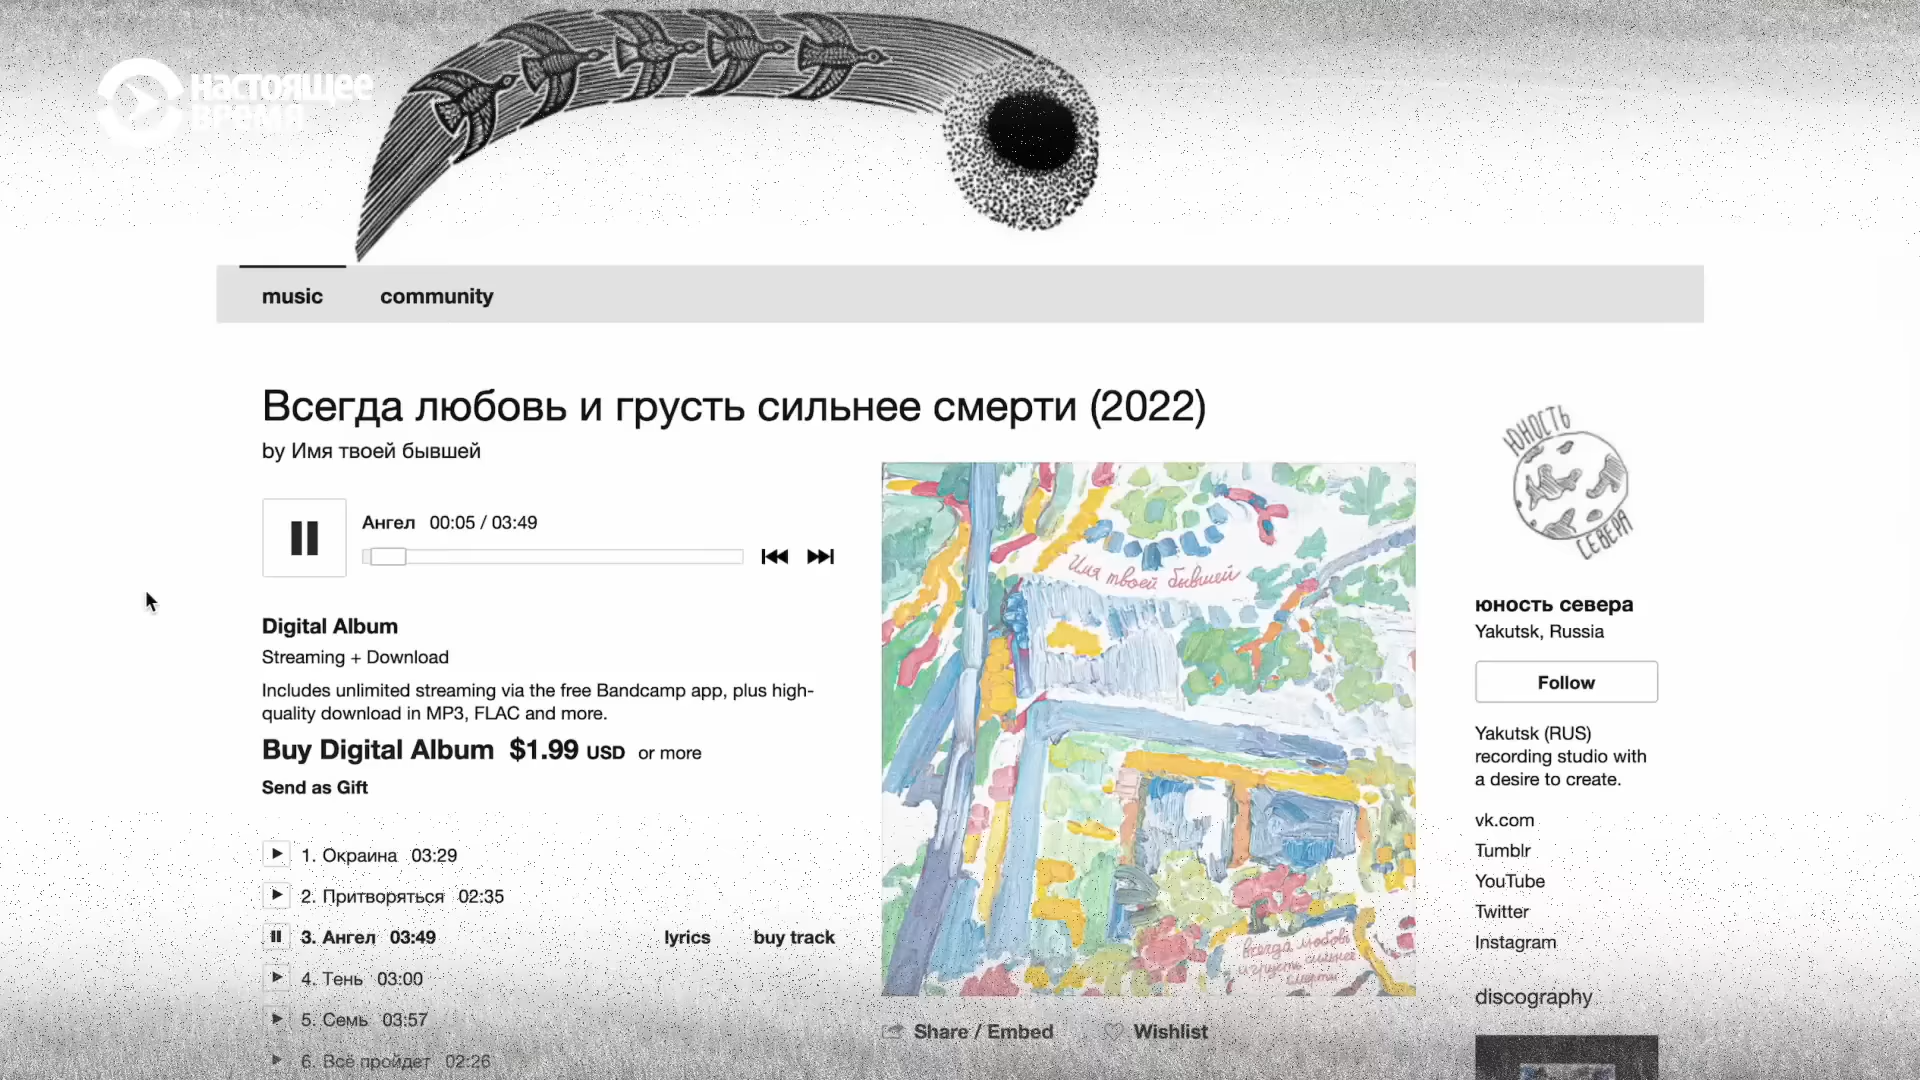 настоящее
время
music
community
Всегда любовь и грусть сильнее смерти (2022)
by Имя твоей бывшей
Ангел 00:05 / 03:49
Digital Album
Streaming + Download
Includes unlimited streaming via the free Bandcamp app, plus high-
quality download in MP3, FLAC and more.
Buy Digital Album $1.99 USD or more
Send as Gift
1. Окраина 03:29
2. Притворяться 02:35
3. Ангел 03:49 lyrics buy track
4. Тень 03:00
5. Семь 03:57
6. Всё пройдет 02:26
Имя твоей бывшей
всегда любовь
и грусть сильнее
смерти
Share / Embed Wishlist
ЮНОСТЬ
СЕВЕРА
юность севера
Yakutsk, Russia
Follow
Yakutsk (RUS)
recording studio with
a desire to create.
vk.com
Tumblr
YouTube
Twitter
Instagram
discography